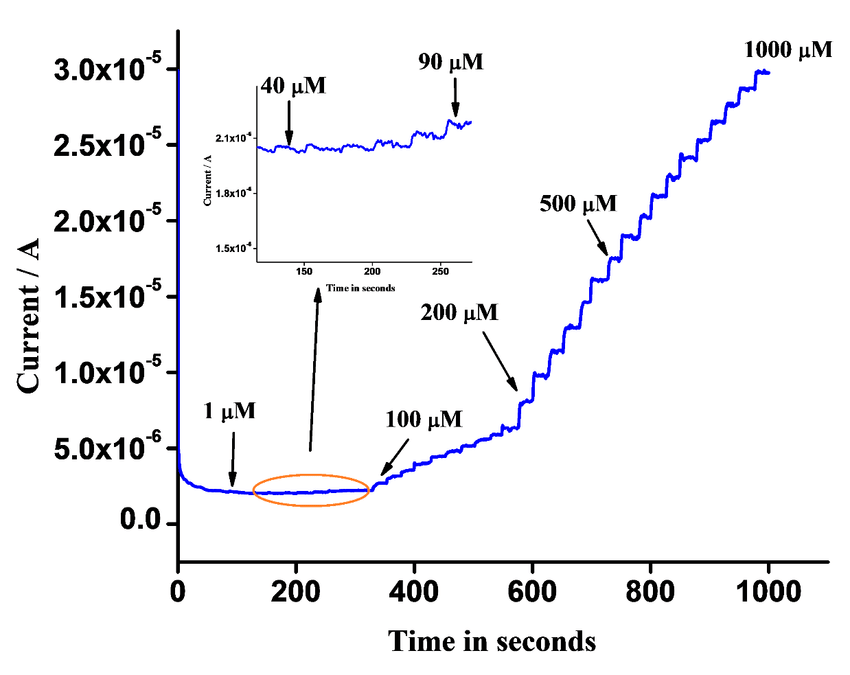 1000 µM
3.0x10-5
90 µM
40 µM
2.1x10-6
2.5x10-5
Current / A
1.8x10-6
500 µM
2.0x10-5
1.5x10-6
150 200 250
Time in seconds
1.5x10-5
200 µM
Current / A
1.0x10-5
1 µM
100 µM
5.0x10-6
0.0
0 200 400 600 800 1000
Time in seconds